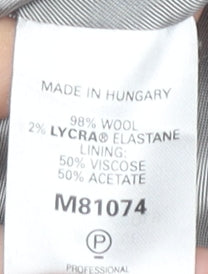 MADE IN HUNGARY
98% WOOL
2% LYCRA® ELASTANE
LINING:
50% VISCOSE
50% ACETATE
M81074
P
PROFESSIONAL